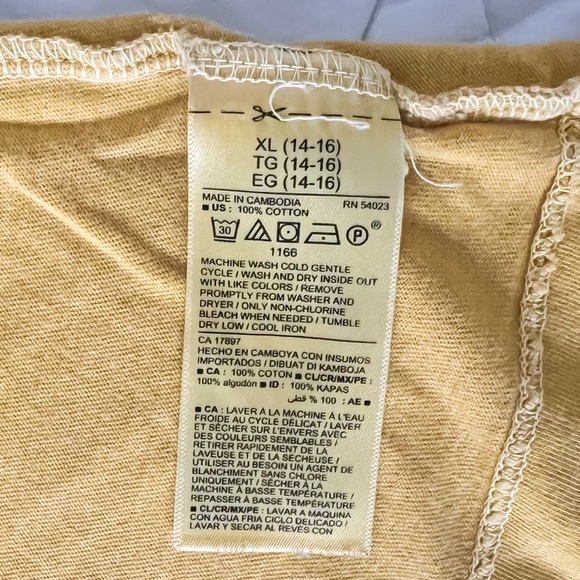 XL (14-16)
TG (14-16)
EG (14-16)
MADE IN CAMBODIA RN 54023
■ US : 100% COTTON
30 P ®
1166
MACHINE WASH COLD GENTLE
CYCLE / WASH AND DRY INSIDE OUT
WITH LIKE COLORS / REMOVE
PROMPTLY FROM WASHER AND
DRYER / ONLY NON-CHLORINE
BLEACH WHEN NEEDED / TUMBLE
DRY LOW / COOL IRON
CA 17897
HECHO EN CAMBOYA CON INSUMOS
IMPORTADOS / DIBUAT DI KAMBOJA
■ CA : 100% COTON ■ CL/CR/MX/PE :
100% algodón ■ ID : 100% KAPAS
■ AE : 100 % قطن
■ CA : LAVER À LA MACHINE À L'EAU
FROIDE AU CYCLE DÉLICAT / LAVER
ET SÉCHER SUR L'ENVERS AVEC
DES COULEURS SEMBLABLES /
RETIRER RAPIDEMENT DE LA
LAVEUSE ET DE LA SÉCHEUSE /
UTILISER AU BESOIN UN AGENT DE
BLANCHIMENT SANS CHLORE
UNIQUEMENT / SÉCHER À LA
MACHINE À BASSE TEMPÉRATURE /
REPASSER À BASSE TEMPÉRATURE
■ CL/CR/MX/PE : LAVAR A MAQUINA
CON AGUA FRIA CICLO DELICADO /
LAVAR Y SECAR AL REVÉS CON